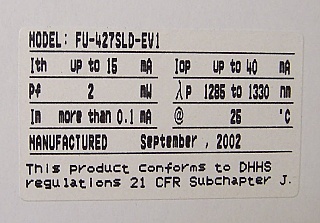 MODEL: FU-427SLD-EV1
Ith up to 15 mA Iop up to 40 mA
pf 2 mW λp 1285 to 1330 nm
Im more than 0.1 mA @ 25 °C
MANUFACTURED September , 2002
This product conforms to DHHS
regulations 21 CFR Subchapter J.